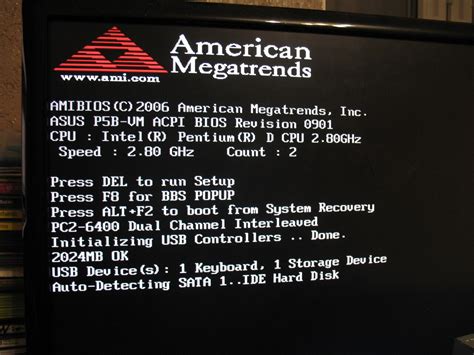 American
Megatrends
www.ami.com
AMIBIOS(C)2006 American Megatrends, Inc.
ASUS P5B-VM ACPI BIOS Revision 0901
CPU : Intel(R) Pentium(R) D CPU 2.80GHz
Speed : 2.80 GHz Count : 2
Press DEL to run Setup
Press F8 for BBS POPUP
Press ALT+F2 to boot from System Recovery
PC2-6400 Dual Channel Interleaved
Initializing USB Controllers .. Done.
2024MB OK
USB Device(s): 1 Keyboard, 1 Storage Device
Auto-Detecting SATA 1..IDE Hard Disk